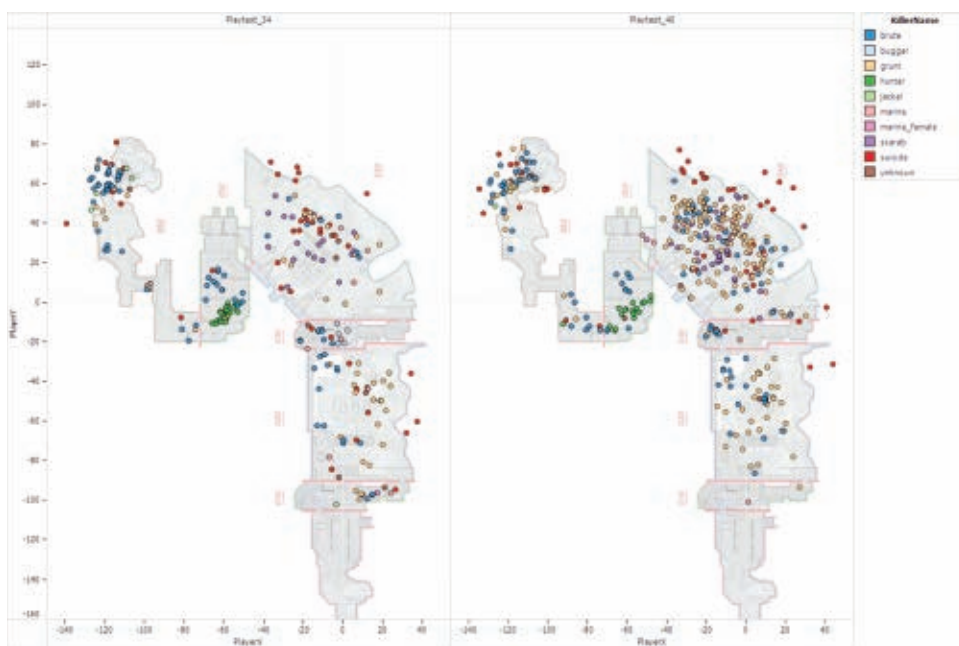 Playtest_34
Playtest_40
KillerName
brute
bugger
grunt
hunter
jackal
marine
marine_female
skarab
suicide
unknown
PlayerY
120
100
80
60
40
20
0
-20
-40
-60
-80
-100
-120
-140
-160
-140 -120 -100 -80 -60 -40 -20 0 20 40
-140 -120 -100 -80 -60 -40 -20 0 20 40
PlayerX
PlayerX